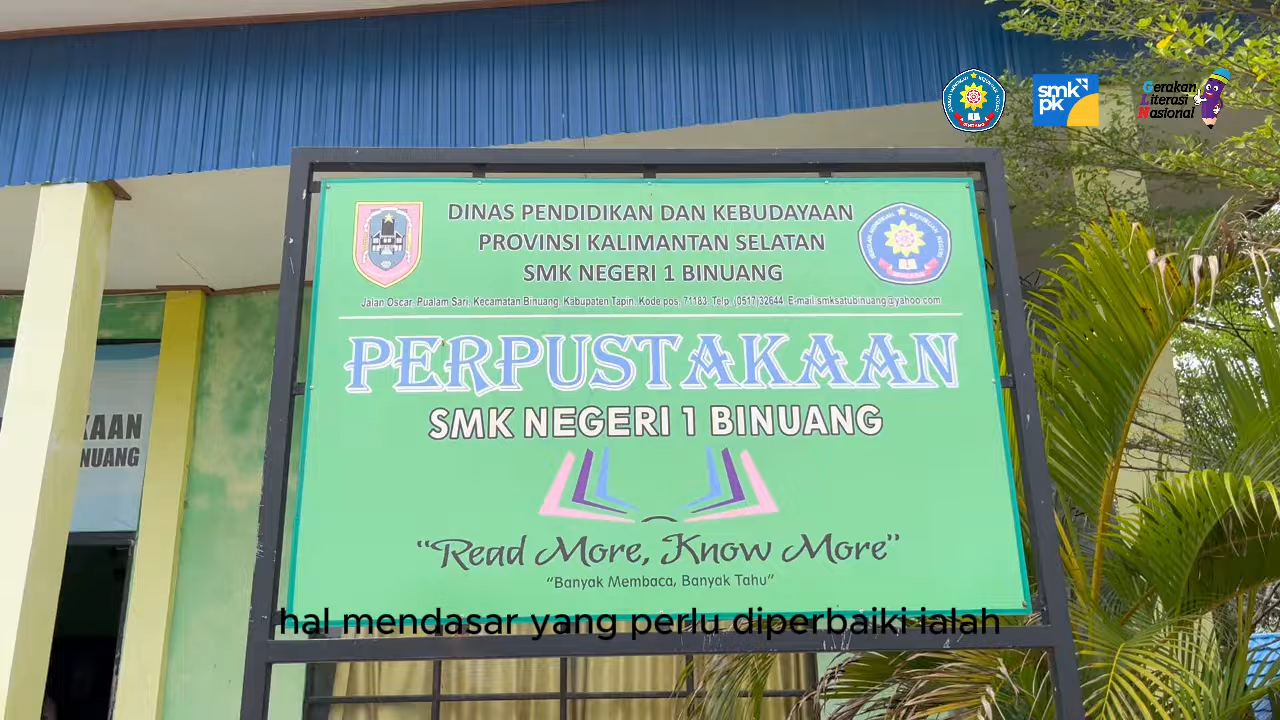 smk
pk
Gerakan
Literasi
Nasional
DINAS PENDIDIKAN DAN KEBUDAYAAN
PROVINSI KALIMANTAN SELATAN
SMK NEGERI 1 BINUANG
Jalan Oscar Pualam Sari, Kecamatan Binuang, Kabupaten Tapin, Kode pos, 71183. Telp. (0517)32644 E-mail:smksatubinuang@yahoo.com
PERPUSTAKAAN
SMK NEGERI 1 BINUANG
"Read More, Know More"
"Banyak Membaca, Banyak Tahu"
KAAN
NUANG
hal mendasar yang perlu diperbaiki ialah